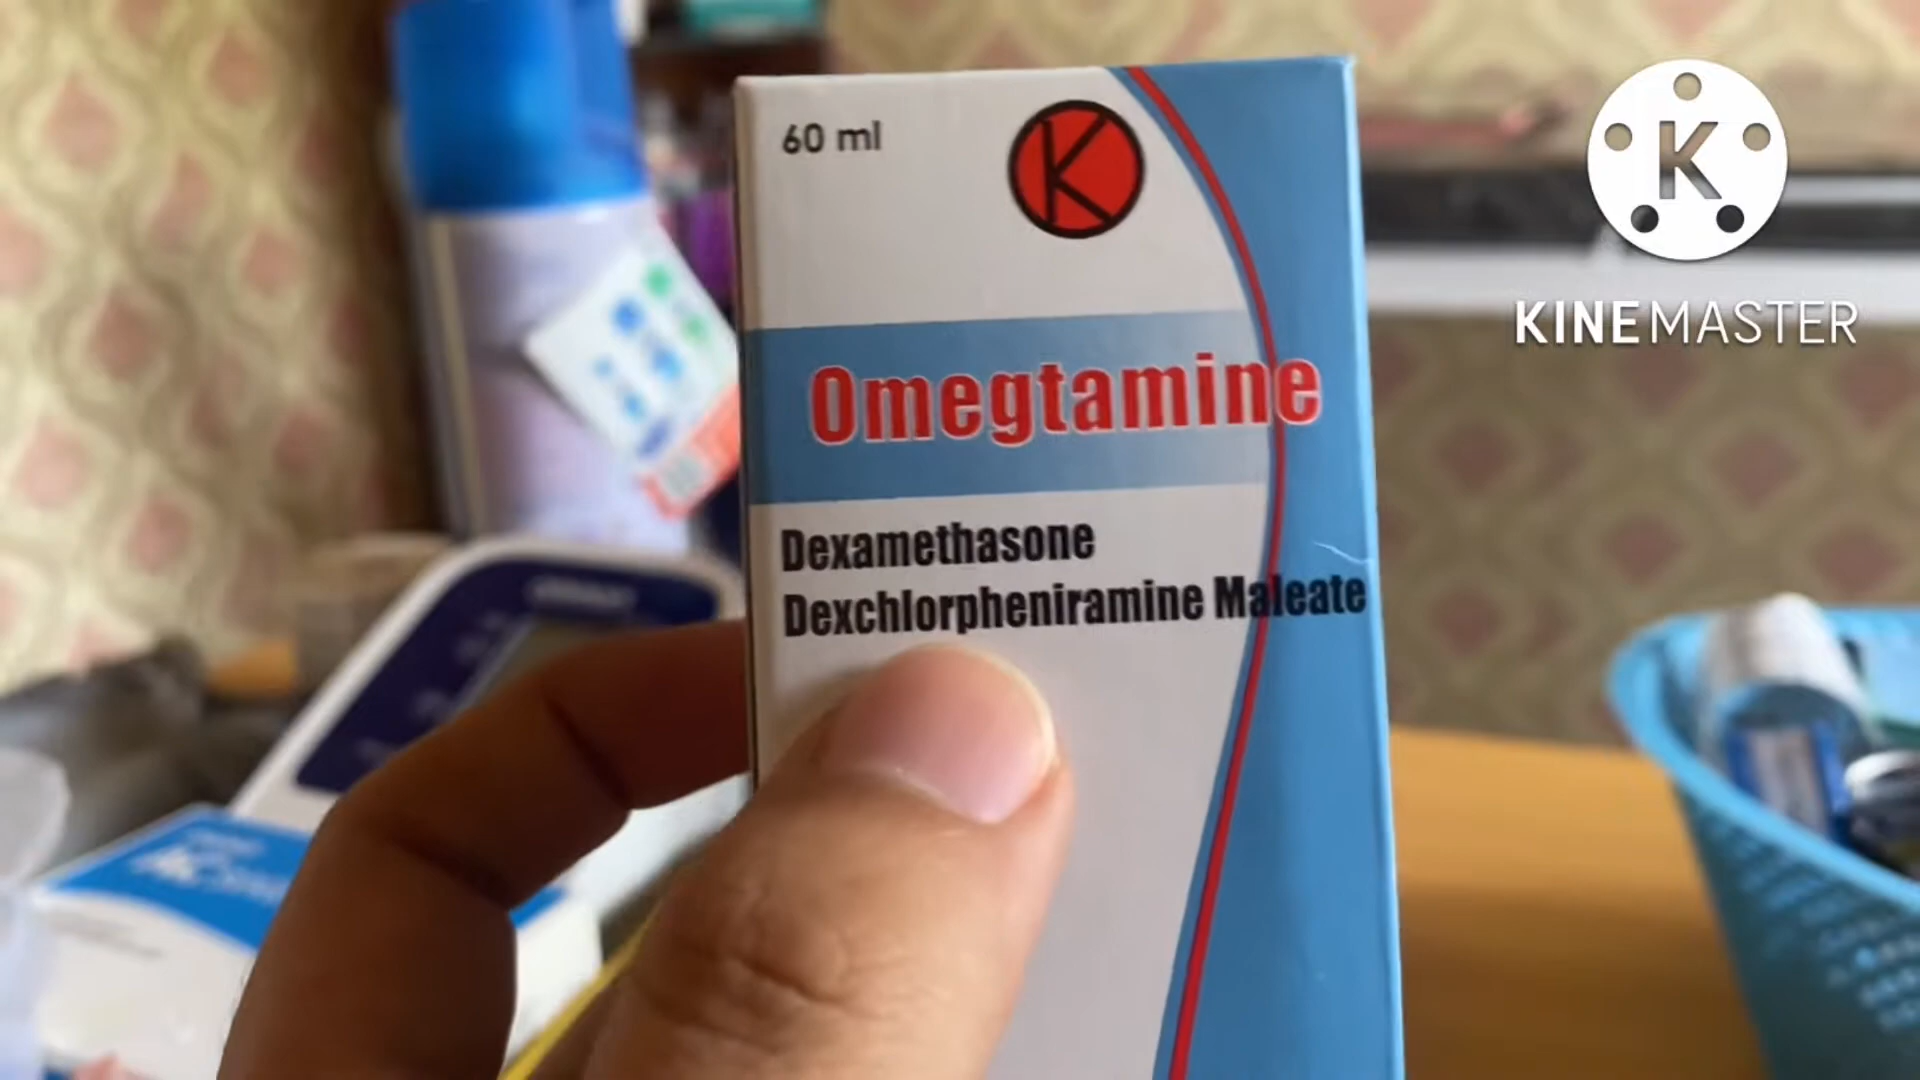 60 ml
K
Omegtamine
Dexamethasone
Dexchlorpheniramine Maleate
K
KINEMASTER